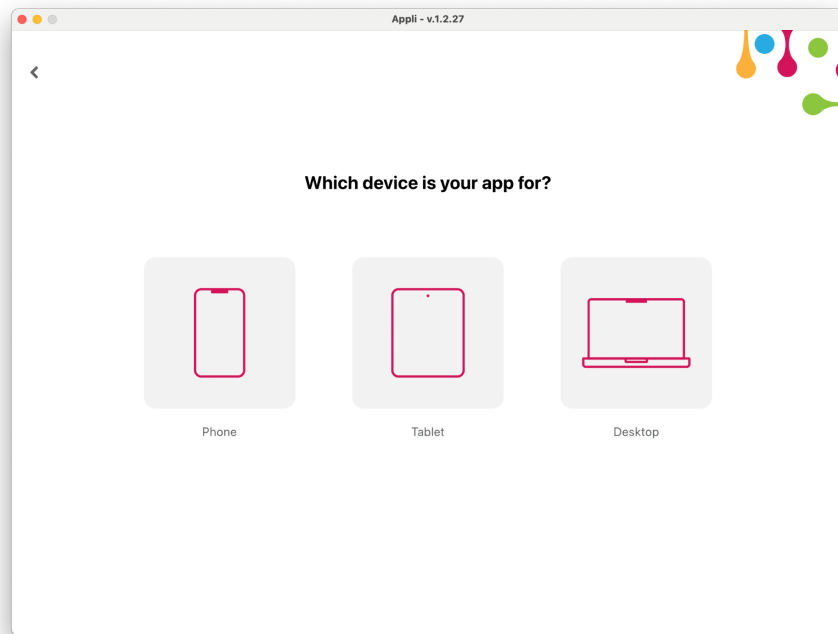 Appli - v.1.2.27
Which device is your app for?
Phone
Tablet
Desktop